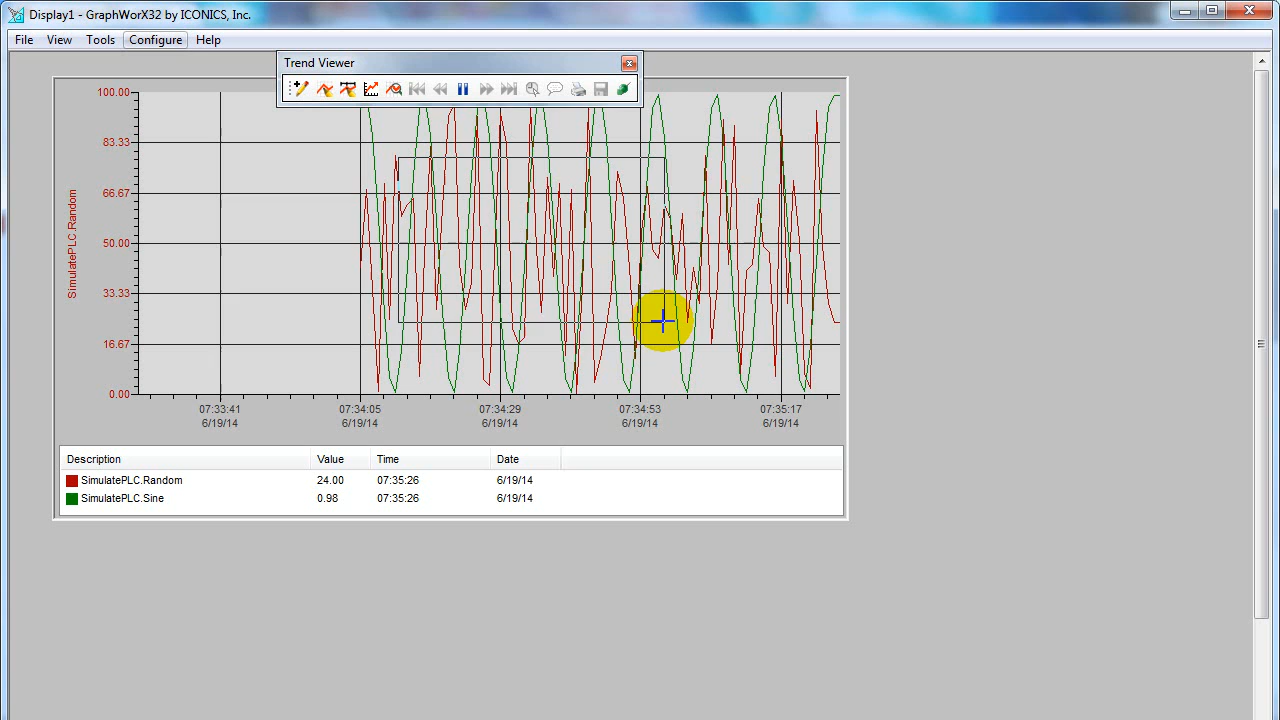 Display1 - GraphWorX32 by ICONICS, Inc.
File View Tools Configure Help
Trend Viewer
100.00
83.33
66.67
50.00
33.33
16.67
0.00
SimulatePLC.Random
07:33:41 07:34:05 07:34:29 07:34:53 07:35:17
6/19/14 6/19/14 6/19/14 6/19/14 6/19/14
Description Value Time Date
SimulatePLC.Random 24.00 07:35:26 6/19/14
SimulatePLC.Sine 0.98 07:35:26 6/19/14